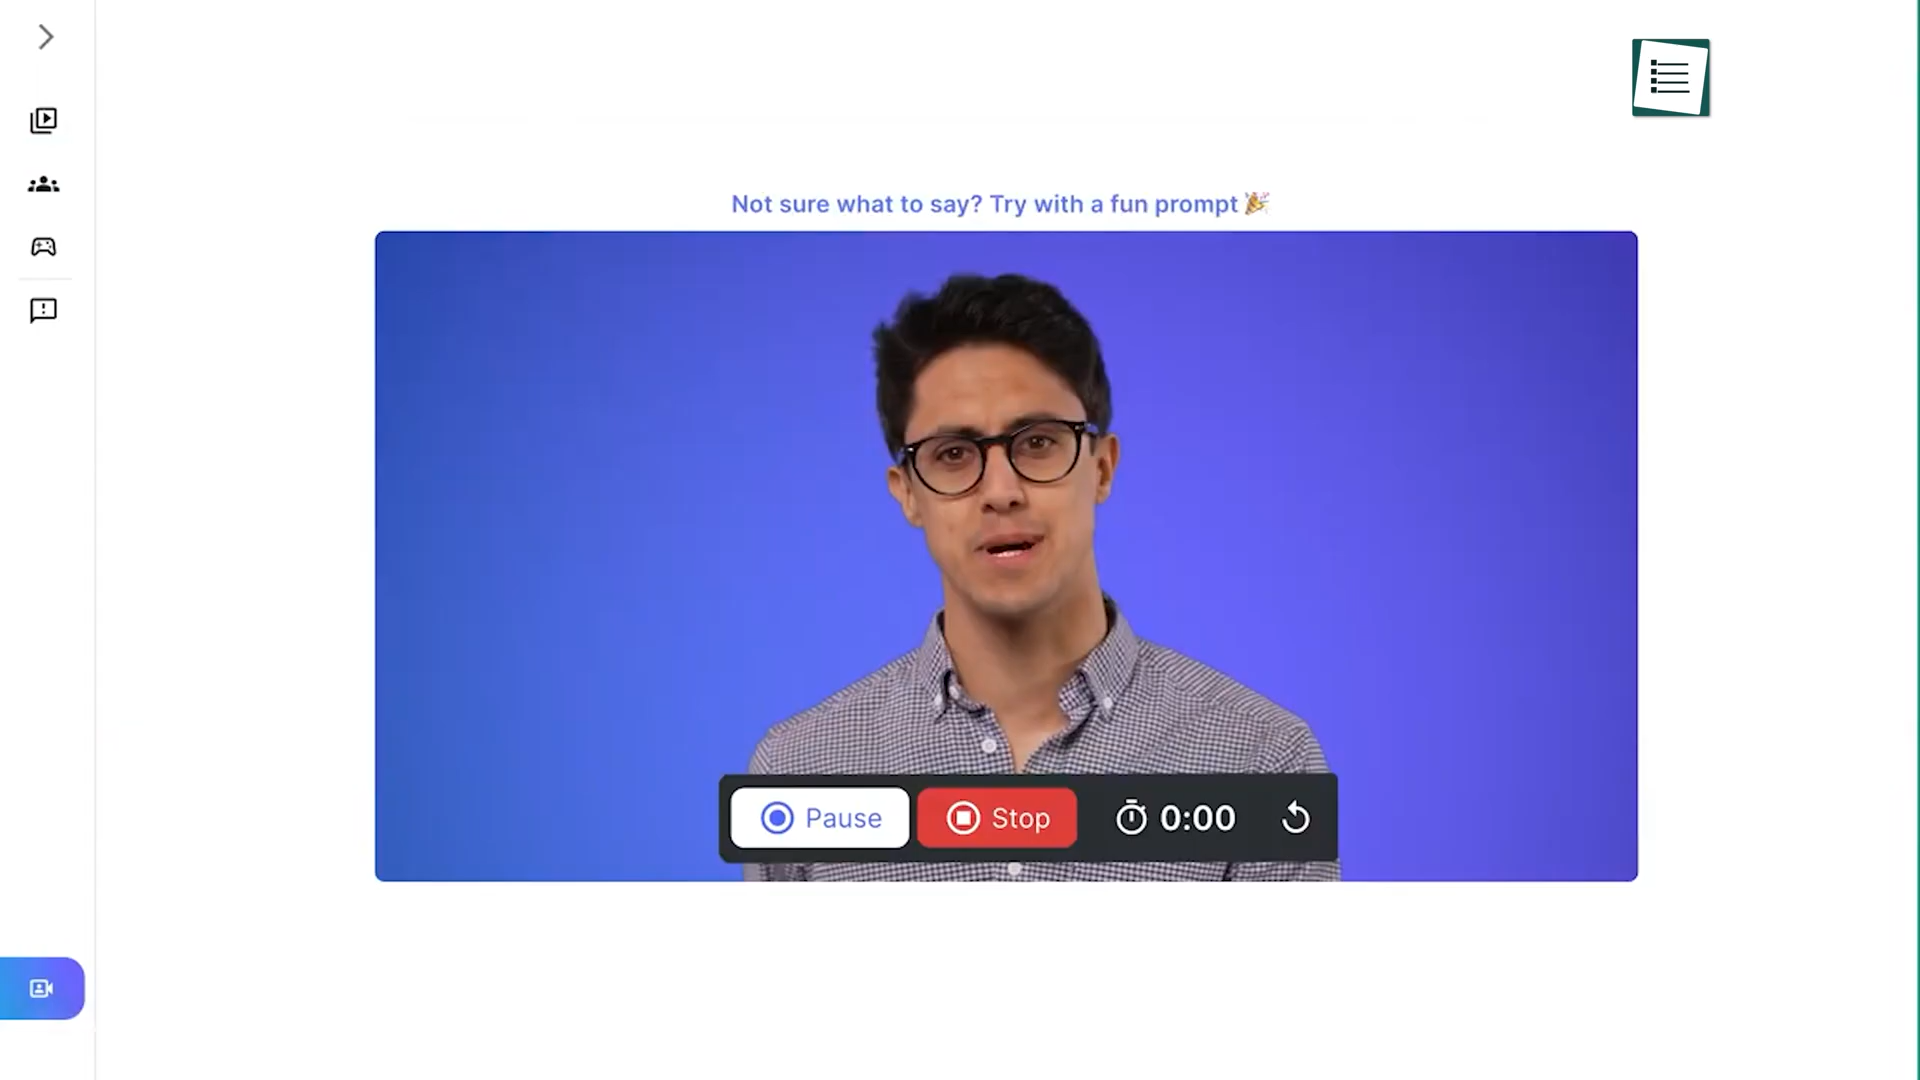 Not sure what to say? Try with a fun prompt 🎉
Pause Stop 0:00